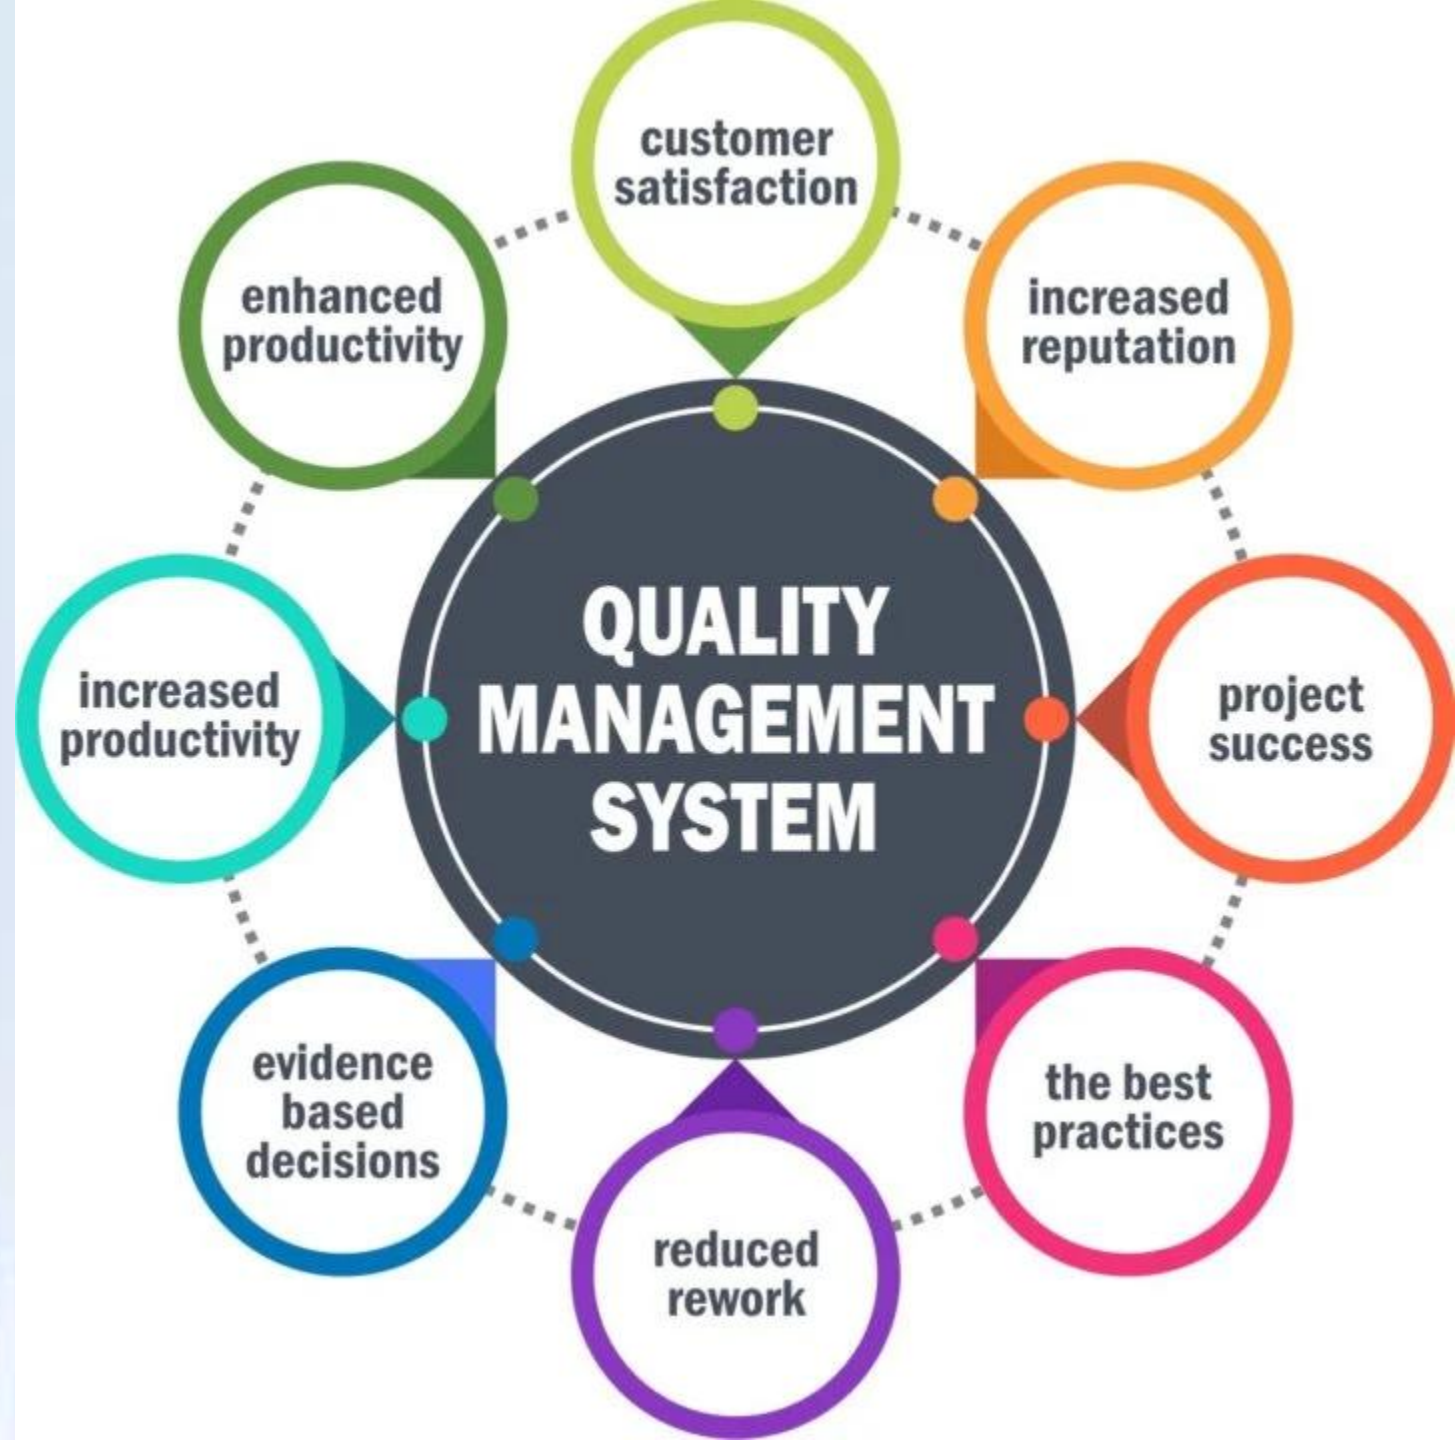 customer
satisfaction
enhanced
productivity
increased
reputation
QUALITY
MANAGEMENT
SYSTEM
increased
productivity
project
success
evidence
based
decisions
the best
practices
reduced
rework